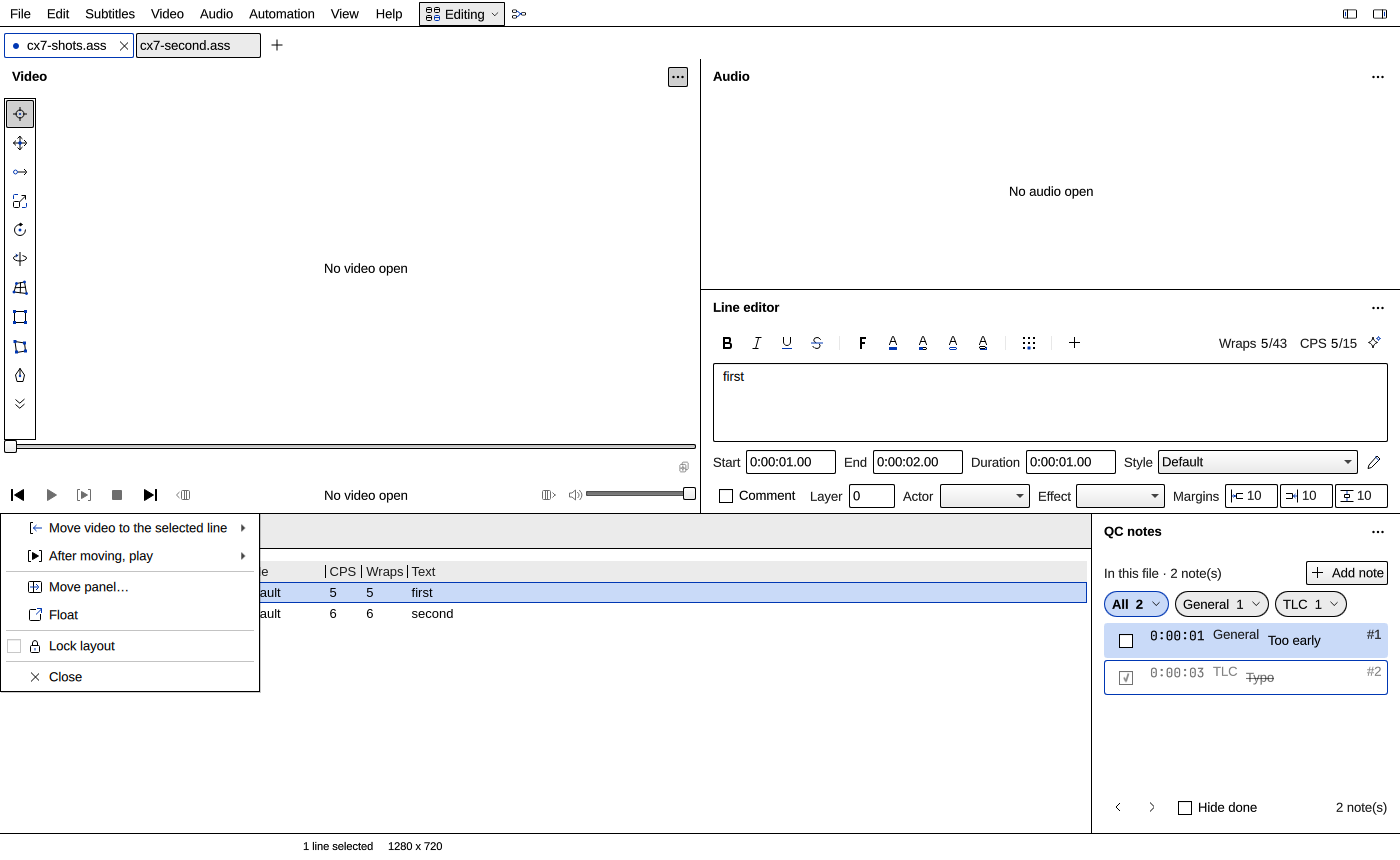 File Edit Subtitles Video Audio Automation View Help Editing
cx7-shots.ass cx7-second.ass
Video
No video open
No video open
Audio
No audio open
Line editor
B I U S F A A A A Wraps 5/43 CPS 5/15
first
Start 0:00:01.00 End 0:00:02.00 Duration 0:00:01.00 Style Default
Comment Layer 0 Actor Effect Margins 10 10 10
Move video to the selected line
After moving, play
Move panel…
Float
Lock layout
Close
e CPS Wraps Text
ault 5 5 first
ault 6 6 second
QC notes
In this file · 2 note(s) Add note
All 2 General 1 TLC 1
0:00:01 General Too early #1
0:00:03 TLC Typo #2
Hide done 2 note(s)
1 line selected 1280 x 720